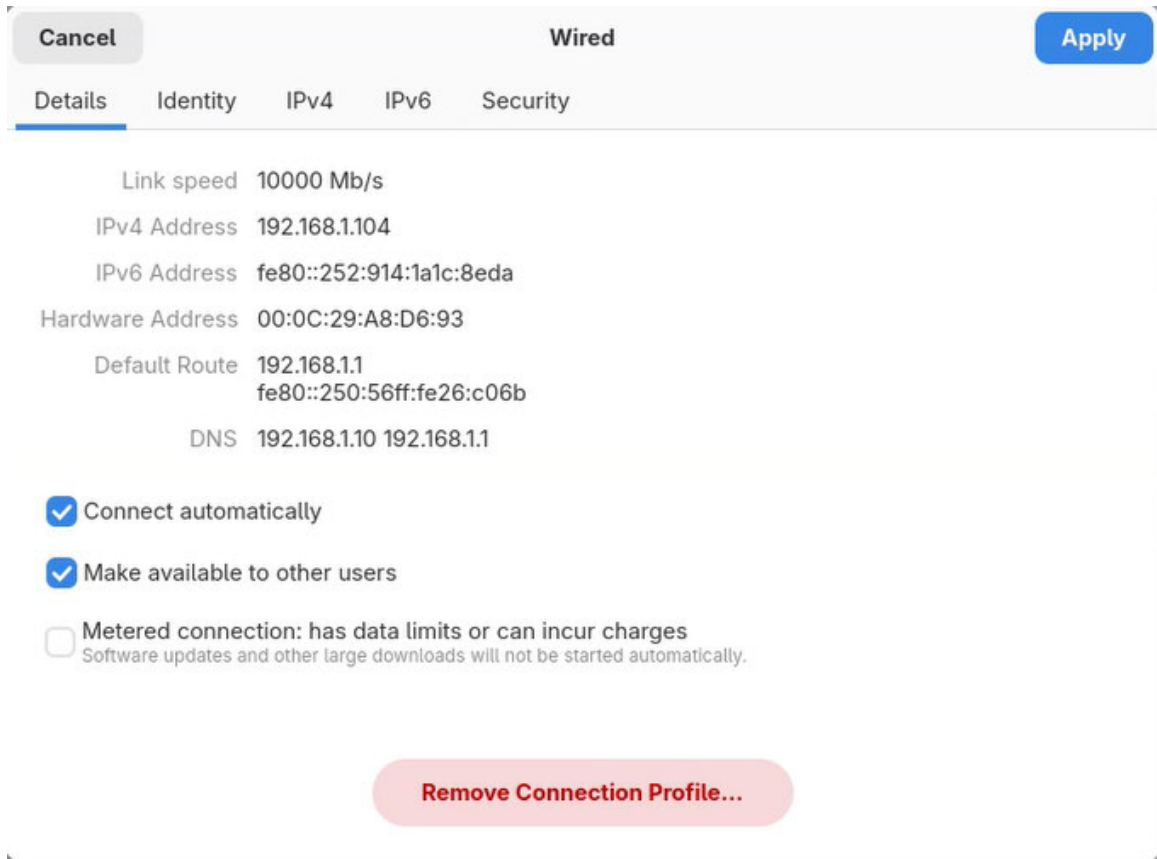 Cancel Wired Apply
Details Identity IPv4 IPv6 Security
Link speed 10000 Mb/s
IPv4 Address 192.168.1.104
IPv6 Address fe80::252:914:1a1c:8eda
Hardware Address 00:0C:29:A8:D6:93
Default Route 192.168.1.1
fe80::250:56ff:fe26:c06b
DNS 192.168.1.10 192.168.1.1
Connect automatically
Make available to other users
Metered connection: has data limits or can incur charges
Software updates and other large downloads will not be started automatically.
Remove Connection Profile...